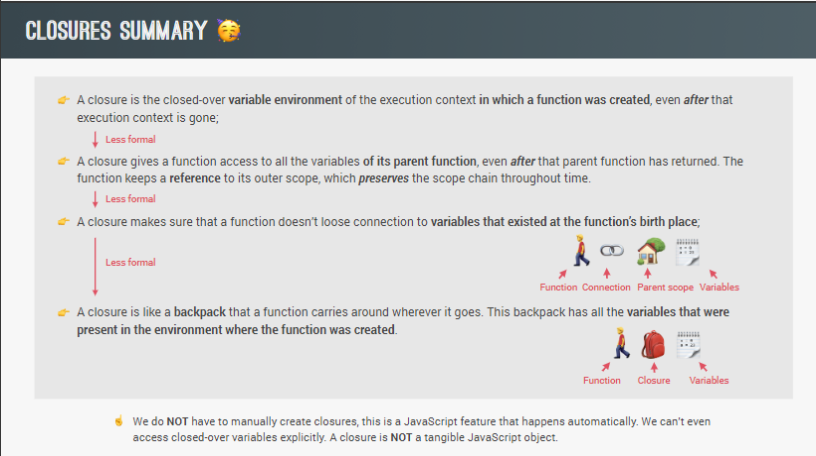 CLOSURES SUMMARY 🥳
👉 A closure is the closed-over variable environment of the execution context in which a function was created, even after that
execution context is gone;
Less formal
👉 A closure gives a function access to all the variables of its parent function, even after that parent function has returned. The
function keeps a reference to its outer scope, which preserves the scope chain throughout time.
Less formal
👉 A closure makes sure that a function doesn't loose connection to variables that existed at the function's birth place;
Less formal
Function Connection Parent scope Variables
👉 A closure is like a backpack that a function carries around wherever it goes. This backpack has all the variables that were
present in the environment where the function was created.
Function Closure Variables
☝️ We do NOT have to manually create closures, this is a JavaScript feature that happens automatically. We can't even
access closed-over variables explicitly. A closure is NOT a tangible JavaScript object.